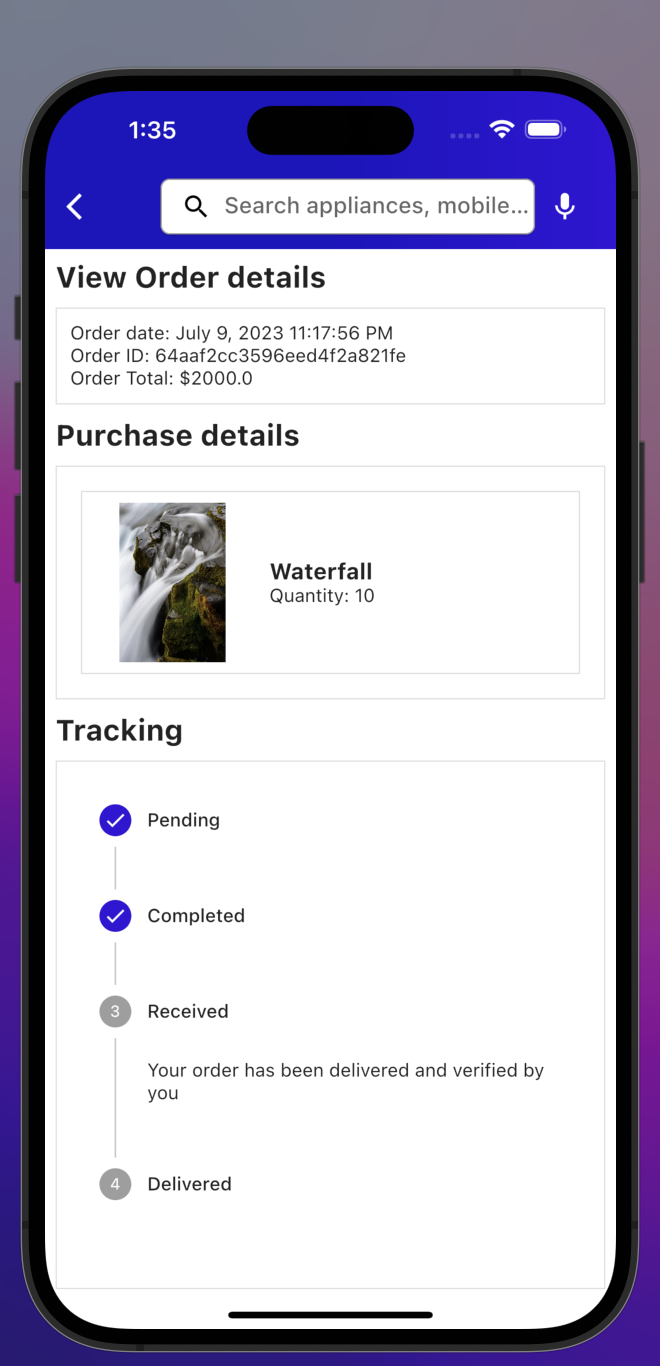 1:35
Search appliances, mobile...
View Order details
Order date: July 9, 2023 11:17:56 PM
Order ID: 64aaf2cc3596eed4f2a821fe
Order Total: $2000.0
Purchase details
Waterfall
Quantity: 10
Tracking
Pending
Completed
3 Received
Your order has been delivered and verified by
you
4 Delivered